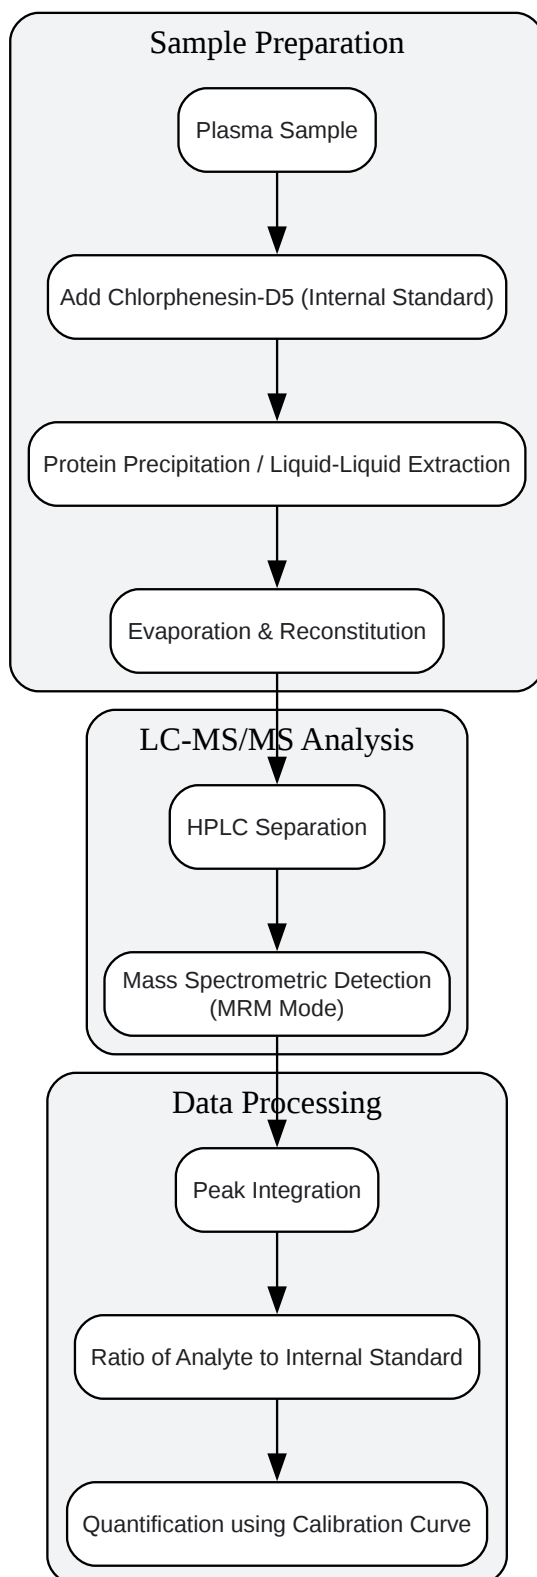 Sample Preparation
Plasma Sample
Add Chlorphenesin-D5 (Internal Standard)
Protein Precipitation / Liquid-Liquid Extraction
Evaporation & Reconstitution
LC-MS/MS Analysis
HPLC Separation
Mass Spectrometric Detection
(MRM Mode)
Data Processing
Peak Integration
Ratio of Analyte to Internal Standard
Quantification using Calibration Curve